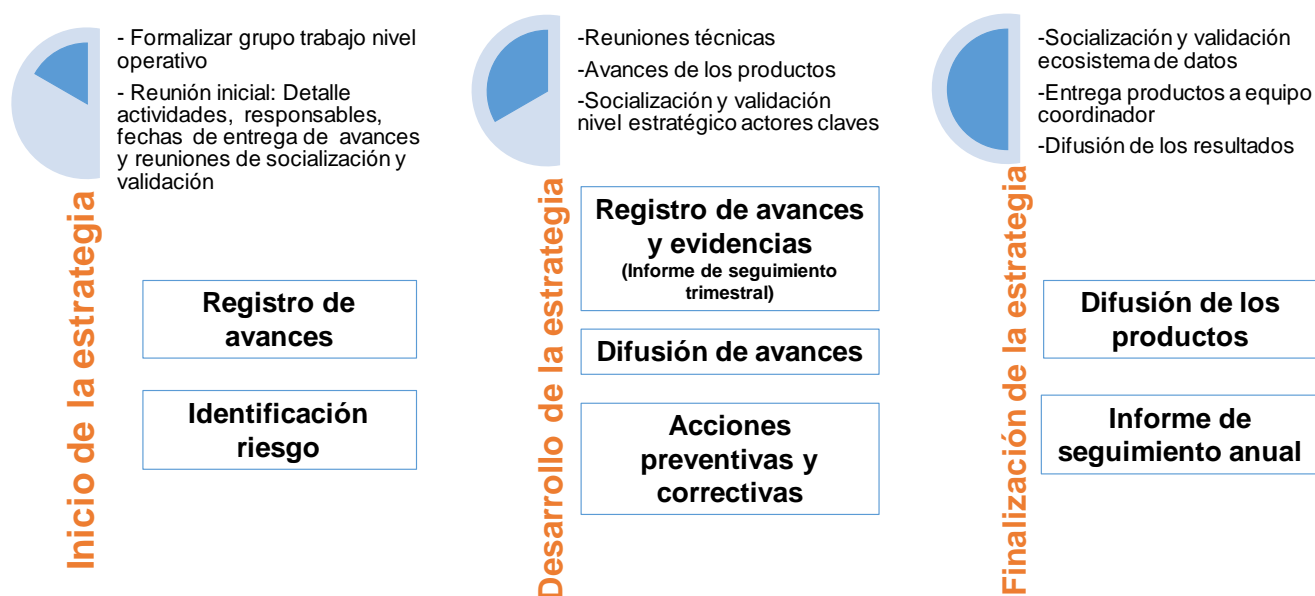 - Formalizar grupo trabajo nivel
operativo
- Reunión inicial: Detalle
actividades, responsables,
fechas de entrega de avances
y reuniones de socialización y
validación
Inicio de la estrategia
Registro de
avances
Identificación
riesgo
-Reuniones técnicas
-Avances de los productos
-Socialización y validación
nivel estratégico actores claves
Desarrollo de la estrategia
Registro de avances
y evidencias
(Informe de seguimiento
trimestral)
Difusión de avances
Acciones
preventivas y
correctivas
-Socialización y validación
ecosistema de datos
-Entrega productos a equipo
coordinador
-Difusión de los resultados
Finalización de la estrategia
Difusión de los
productos
Informe de
seguimiento anual